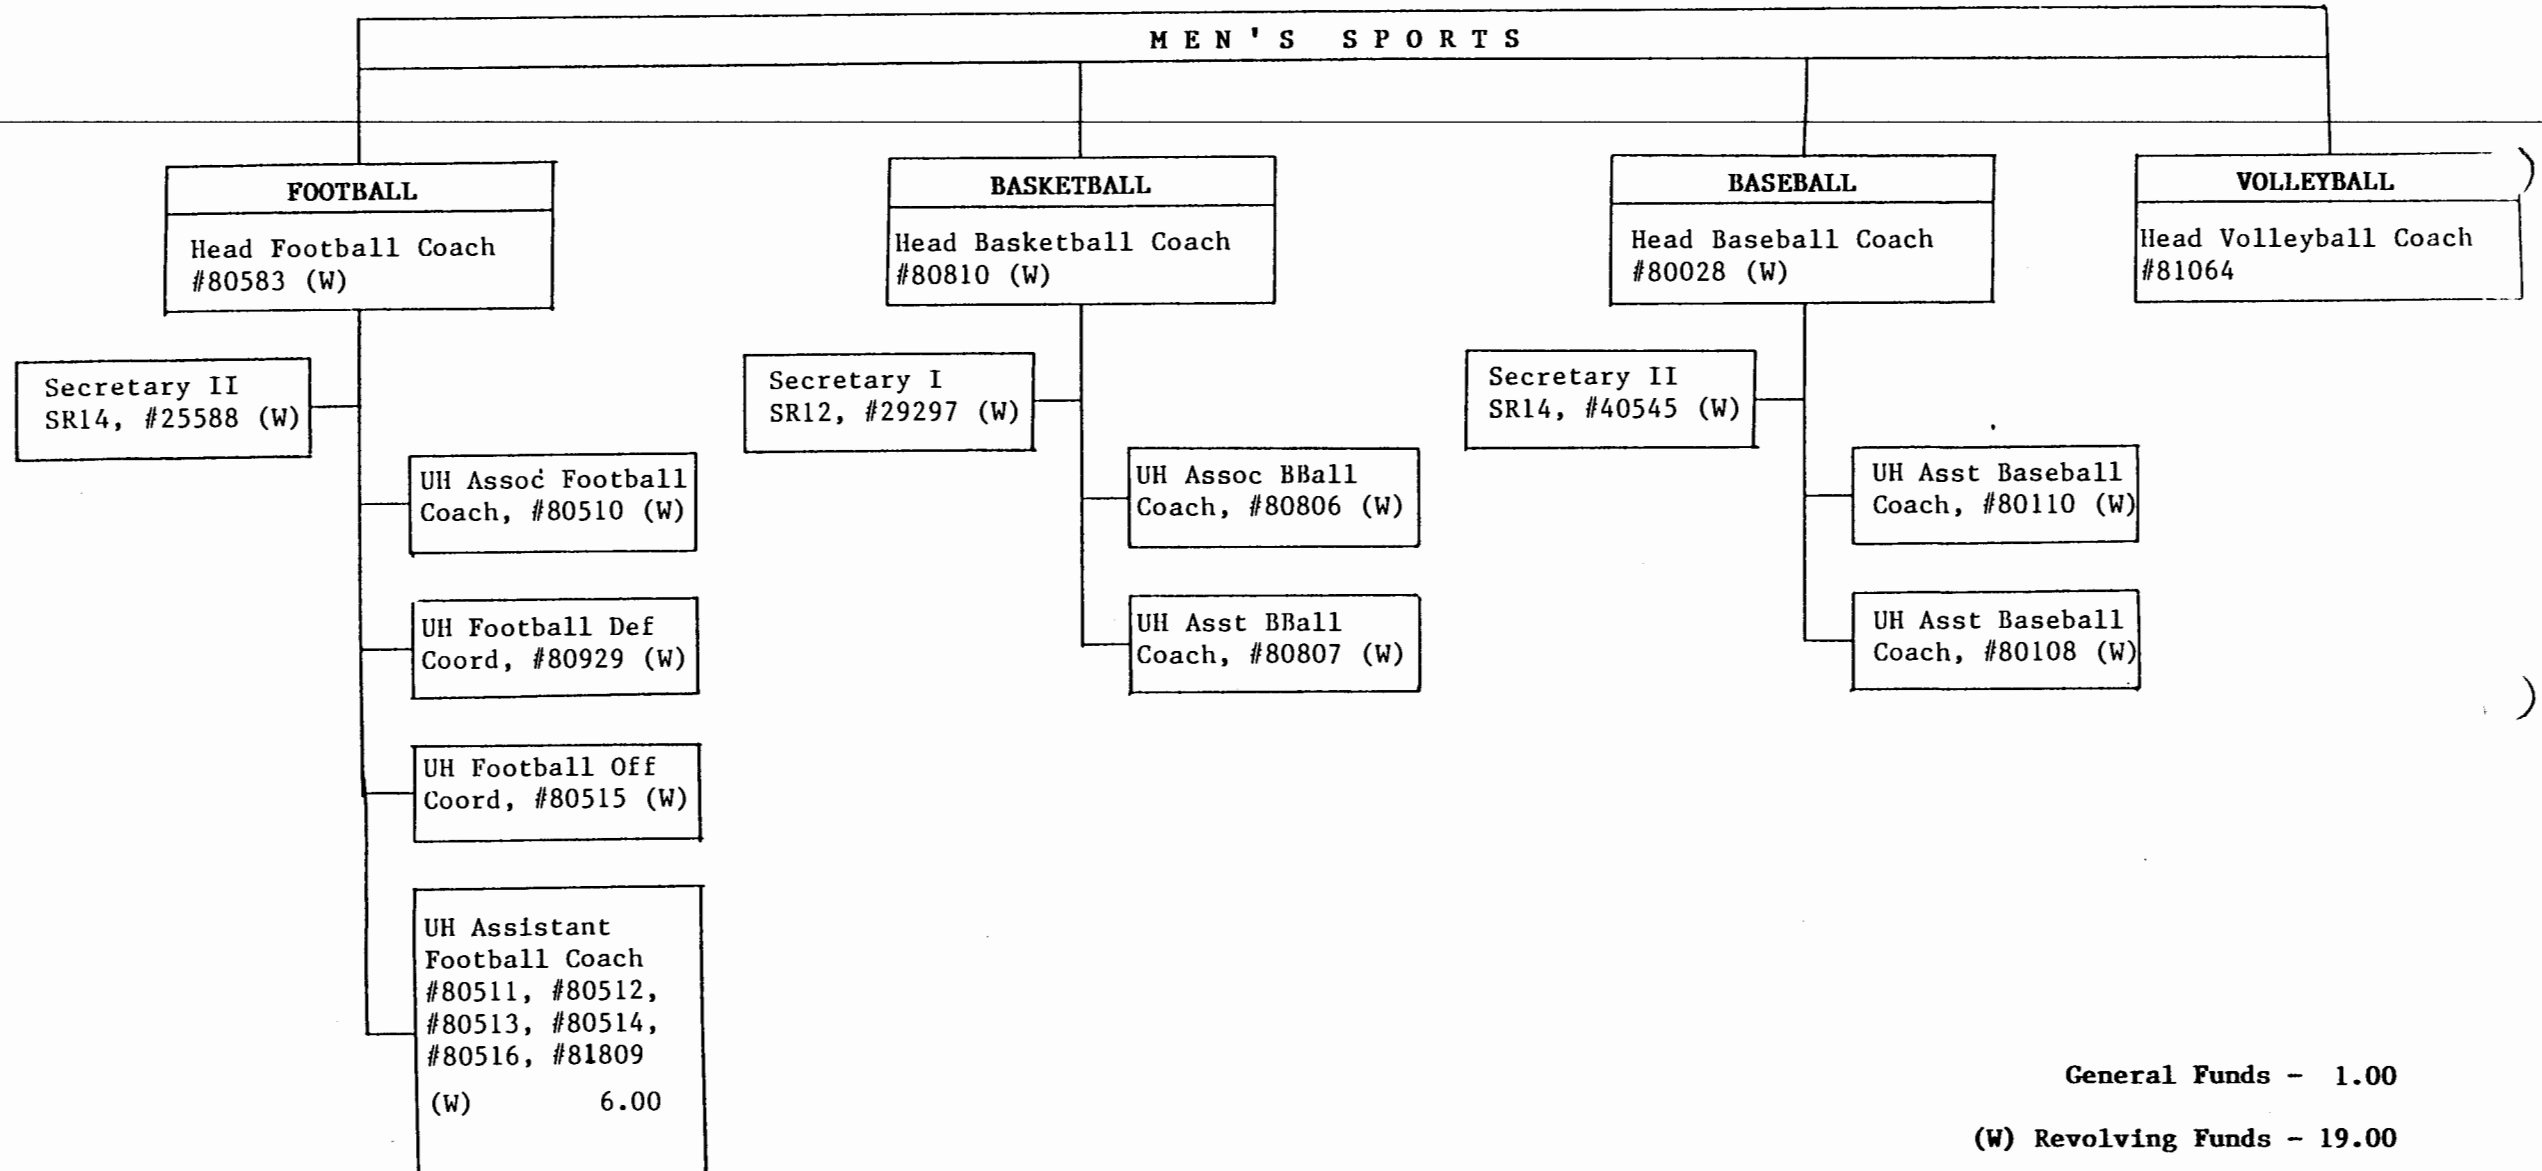 MEN'S SPORTS
FOOTBALL
Head Football Coach
#80583 (W)
Secretary II
SR14, #25588 (W)
UH Assoc Football
Coach, #80510 (W)
UH Football Def
Coord, #80929 (W)
UH Football Off
Coord, #80515 (W)
UH Assistant
Football Coach
#80511, #80512,
#80513, #80514,
#80516, #81809
(W) 6.00
BASKETBALL
Head Basketball Coach
#80810 (W)
Secretary I
SR12, #29297 (W)
UH Assoc BBall
Coach, #80806 (W)
UH Asst BBall
Coach, #80807 (W)
BASEBALL
Head Baseball Coach
#80028 (W)
Secretary II
SR14, #40545 (W)
UH Asst Baseball
Coach, #80110 (W)
UH Asst Baseball
Coach, #80108 (W)
VOLLEYBALL
Head Volleyball Coach
#81064
General Funds - 1.00
(W) Revolving Funds - 19.00